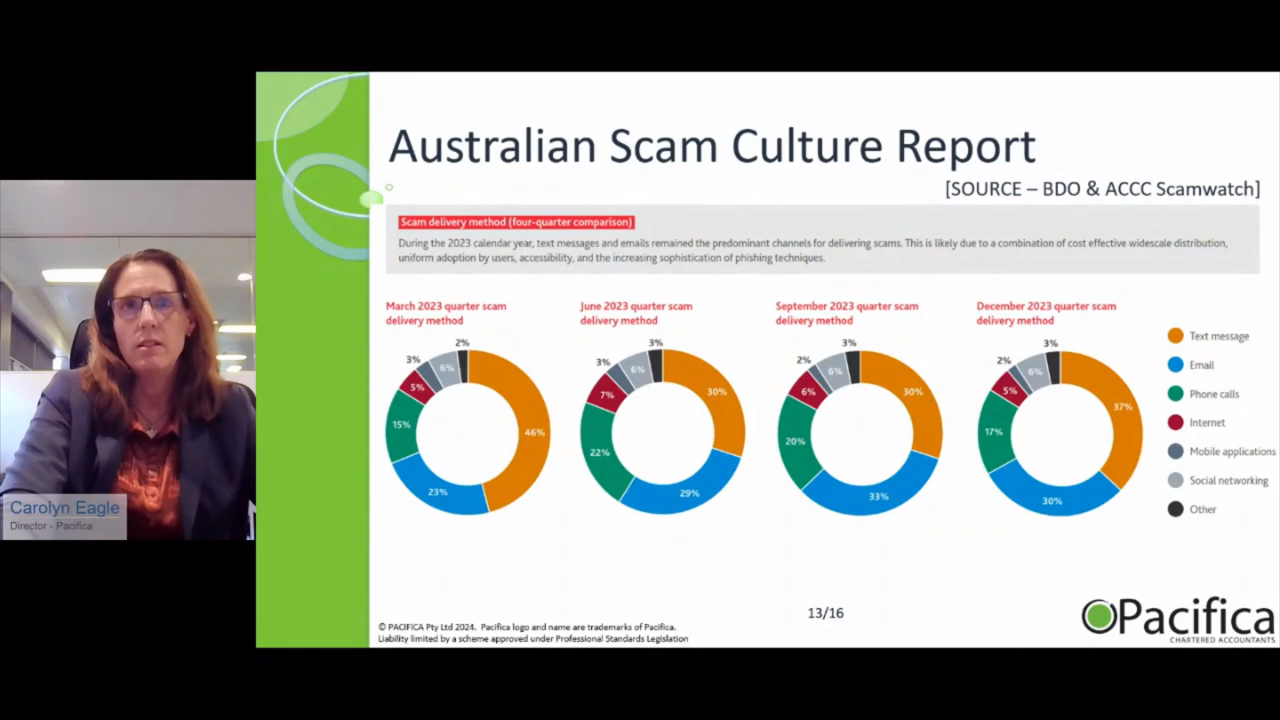 Australian Scam Culture Report
[SOURCE – BDO & ACCC Scamwatch]
Scam delivery method (four-quarter comparison)
During the 2023 calendar year, text messages and emails remained the predominant channels for delivering scams. This is likely due to a combination of cost effective widescale distribution,
uniform adoption by users, accessibility, and the increasing sophistication of phishing techniques.
March 2023 quarter scam
delivery method
2%
3%
6%
5%
15%
46%
23%
June 2023 quarter scam
delivery method
3%
3%
6%
7%
30%
22%
29%
September 2023 quarter scam
delivery method
3%
2%
6%
6%
30%
20%
33%
December 2023 quarter scam
delivery method
3%
2%
6%
5%
37%
17%
30%
Text message
Email
Phone calls
Internet
Mobile applications
Social networking
Other
Carolyn Eagle
Director - Pacifica
13/16
© PACIFICA Pty Ltd 2024. Pacifica logo and name are trademarks of Pacifica.
Liability limited by a scheme approved under Professional Standards Legislation
Pacifica
CHARTERED ACCOUNTANTS